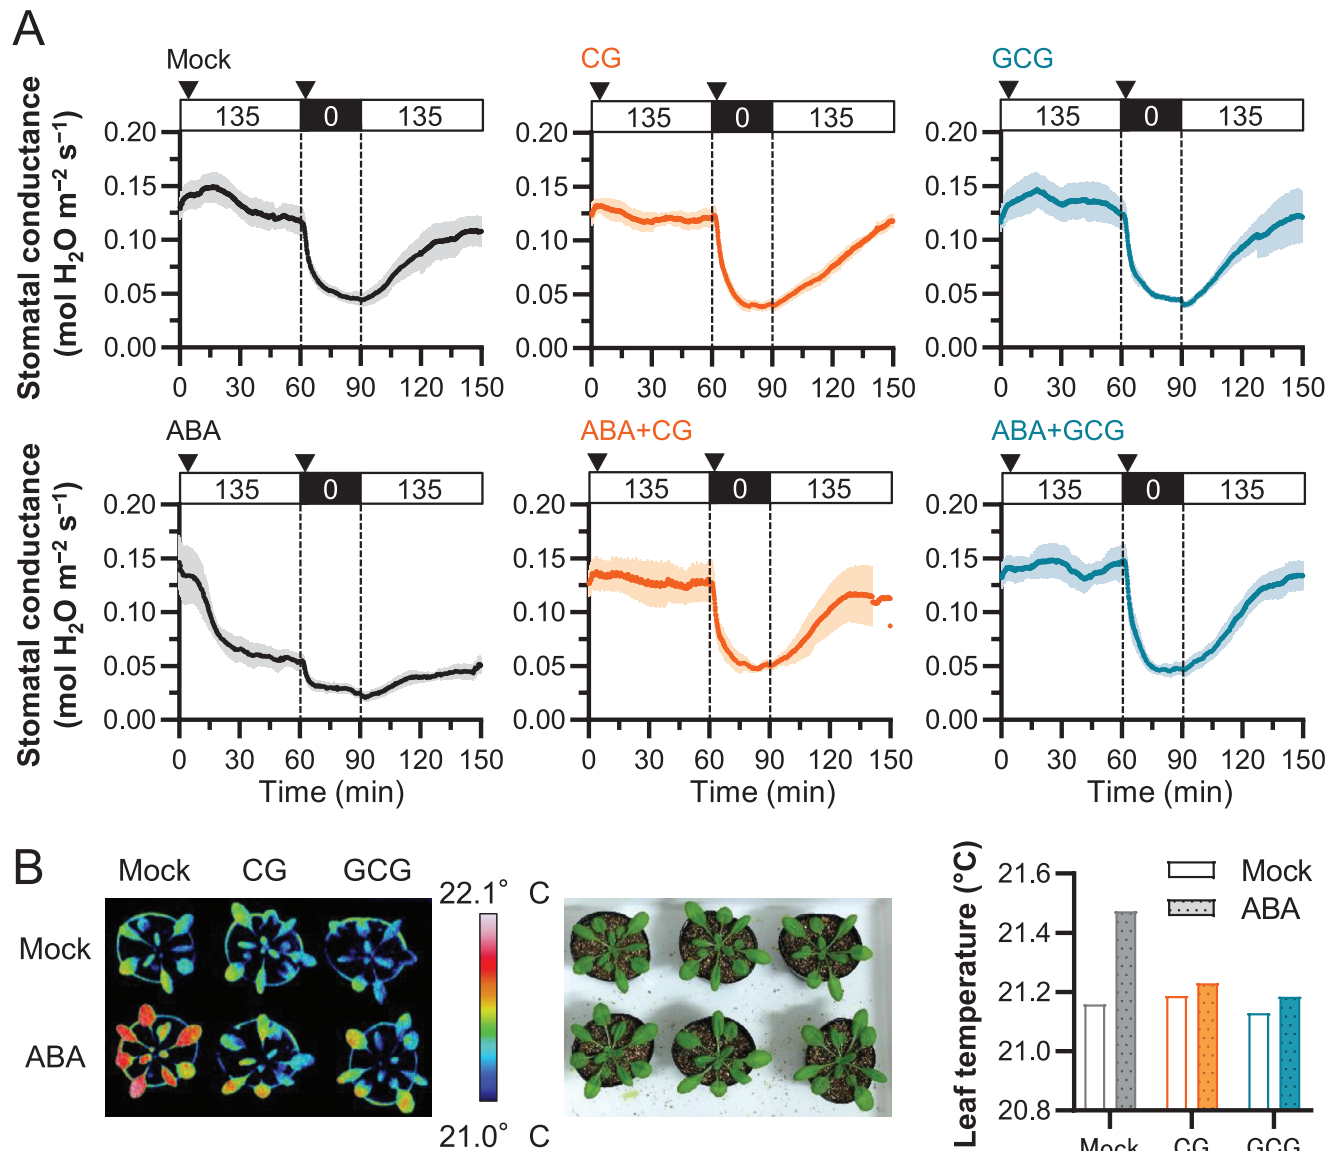 A
Mock
CG
GCG
135 0 135
135 0 135
135 0 135
Stomatal conductance
(mol H₂O m⁻² s⁻¹)
0.20
0.15
0.10
0.05
0.00
0.20
0.15
0.10
0.05
0.00
0.20
0.15
0.10
0.05
0.00
0 30 60 90 120 150
0 30 60 90 120 150
0 30 60 90 120 150
ABA
ABA+CG
ABA+GCG
135 0 135
135 0 135
135 0 135
Stomatal conductance
(mol H₂O m⁻² s⁻¹)
0.20
0.15
0.10
0.05
0.00
0.20
0.15
0.10
0.05
0.00
0.20
0.15
0.10
0.05
0.00
0 30 60 90 120 150
0 30 60 90 120 150
0 30 60 90 120 150
Time (min)
Time (min)
Time (min)
B
Mock CG GCG
Mock
ABA
22.1° C
21.0° C
Leaf temperature (°C)
21.6
21.4
21.2
21.0
20.8
Mock
ABA
Mock CG GCG